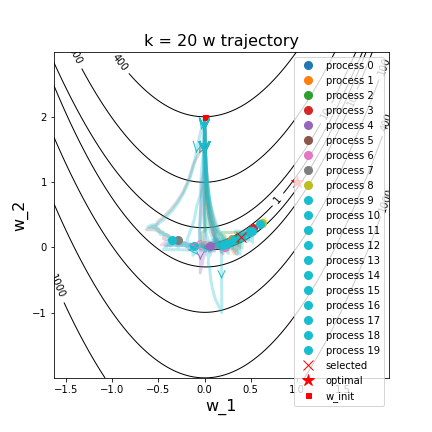 k = 20 w trajectory
400
1
1000
w_2
2
1
0
−1
−1.5
−1.0
−0.5
0.0
0.5
w_1
process 0
process 1
process 2
process 3
process 4
process 5
process 6
process 7
process 8
process 9
process 10
process 11
process 12
process 13
process 14
process 15
process 16
process 17
process 18
process 19
selected
optimal
w_init